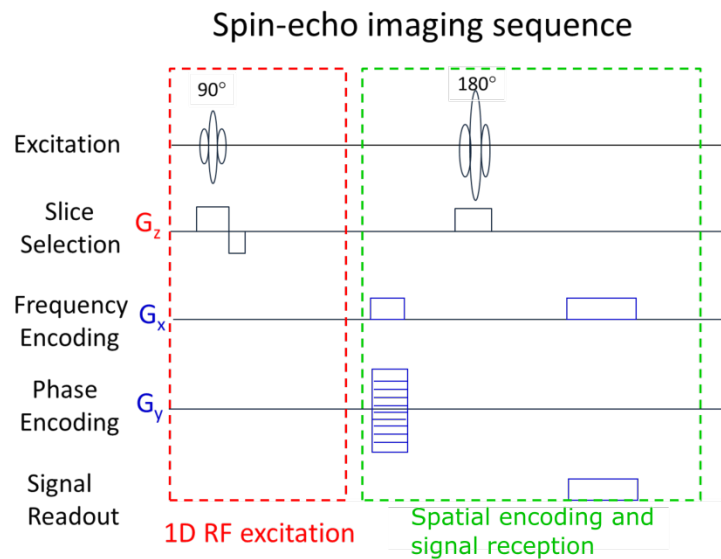 Spin-echo imaging sequence
90°
180°
Excitation
Slice
Selection
Gz
Frequency
Encoding
Gx
Phase
Encoding
Gy
Signal
Readout
1D RF excitation
Spatial encoding and
signal reception